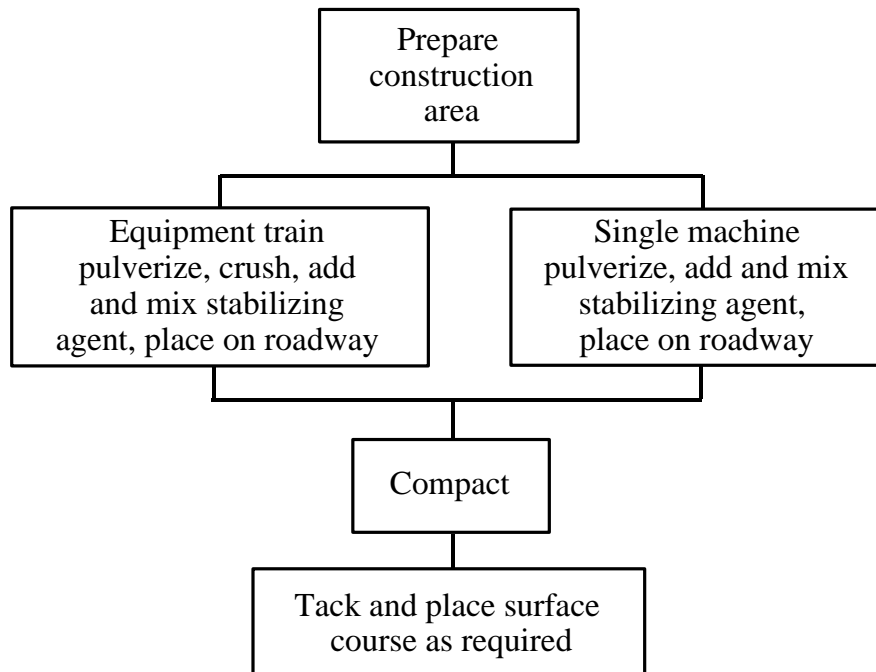 Prepare
construction
area
Equipment train
pulverize, crush, add
and mix stabilizing
agent, place on roadway
Single machine
pulverize, add and mix
stabilizing agent,
place on roadway
Compact
Tack and place surface
course as required